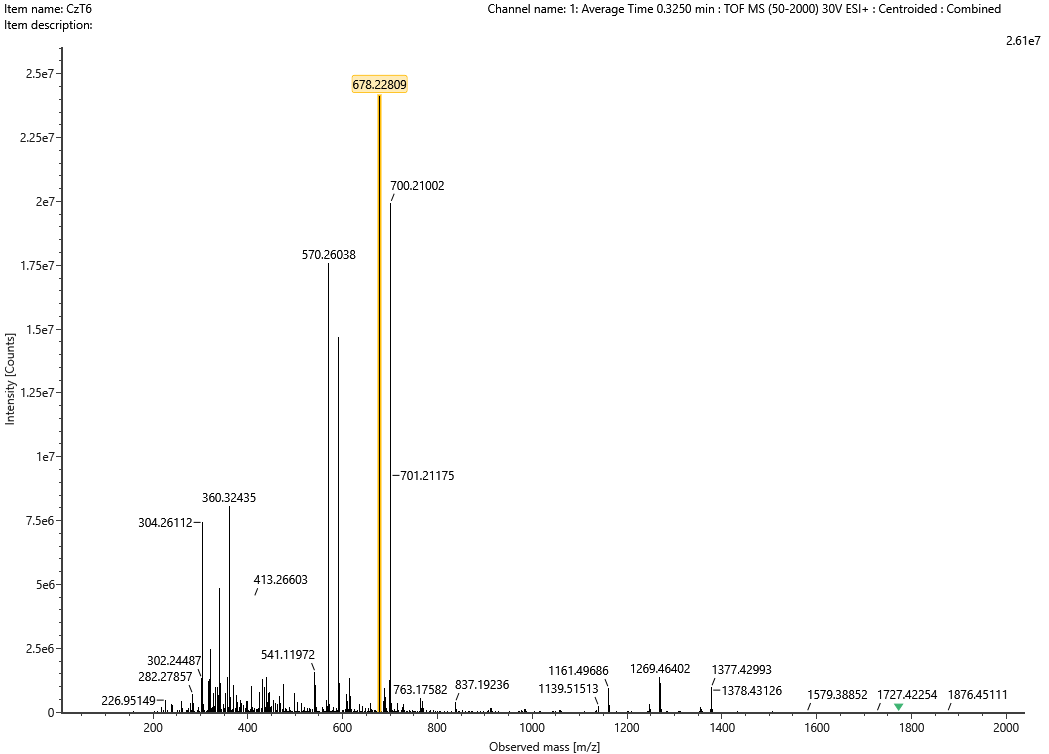 Item name: CzT6
Channel name: 1: Average Time 0.3250 min : TOF MS (50-2000) 30V ESI+ : Centroided : Combined
Item description:
2.61e7
2.5e7
678.22809
2.25e7
2e7
700.21002
1.75e7
570.26038
1.5e7
1.25e7
Intensity [Counts]
1e7
701.21175
7.5e6
360.32435
304.26112
5e6
413.26603
2.5e6
302.24487
282.27857
541.11972
226.95149
763.17582
837.19236
1139.51513
1161.49686
1269.46402
1377.42993
1378.43126
1579.38852
1727.42254
1876.45111
0
200
400
600
800
1000
1200
1400
1600
1800
2000
Observed mass [m/z]